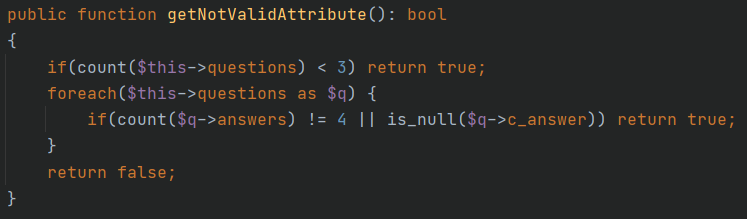 public function getNotValidAttribute(): bool
{
    if(count($this->questions) < 3) return true;
    foreach($this->questions as $q) {
        if(count($q->answers) != 4 || is_null($q->c_answer)) return true;
    }
    return false;
}